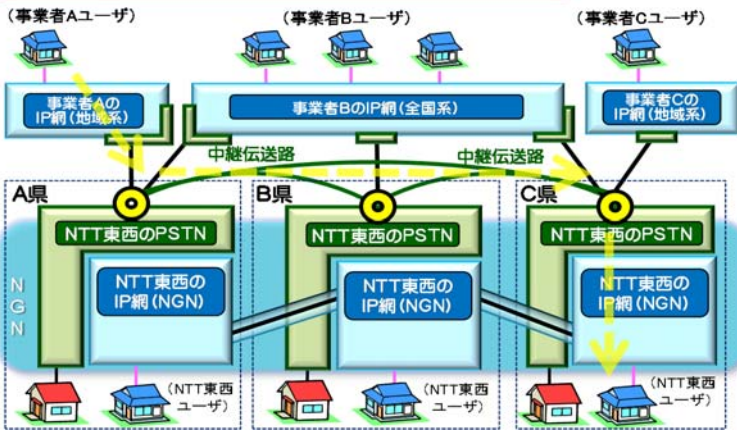 (事業者Aユーザ)
(事業者Bユーザ)
(事業者Cユーザ)
事業者Aの
IP網(地域系)
事業者BのIP網(全国系)
事業者Cの
IP網(地域系)
中継伝送路
中継伝送路
A県
B県
C県
NTT東西のPSTN
NTT東西のPSTN
NTT東西のPSTN
NGN
NTT東西の
IP網(NGN)
NTT東西の
IP網(NGN)
NTT東西の
IP網(NGN)
(NTT東西
ユーザ)
(NTT東西
ユーザ)
(NTT東西
ユーザ)